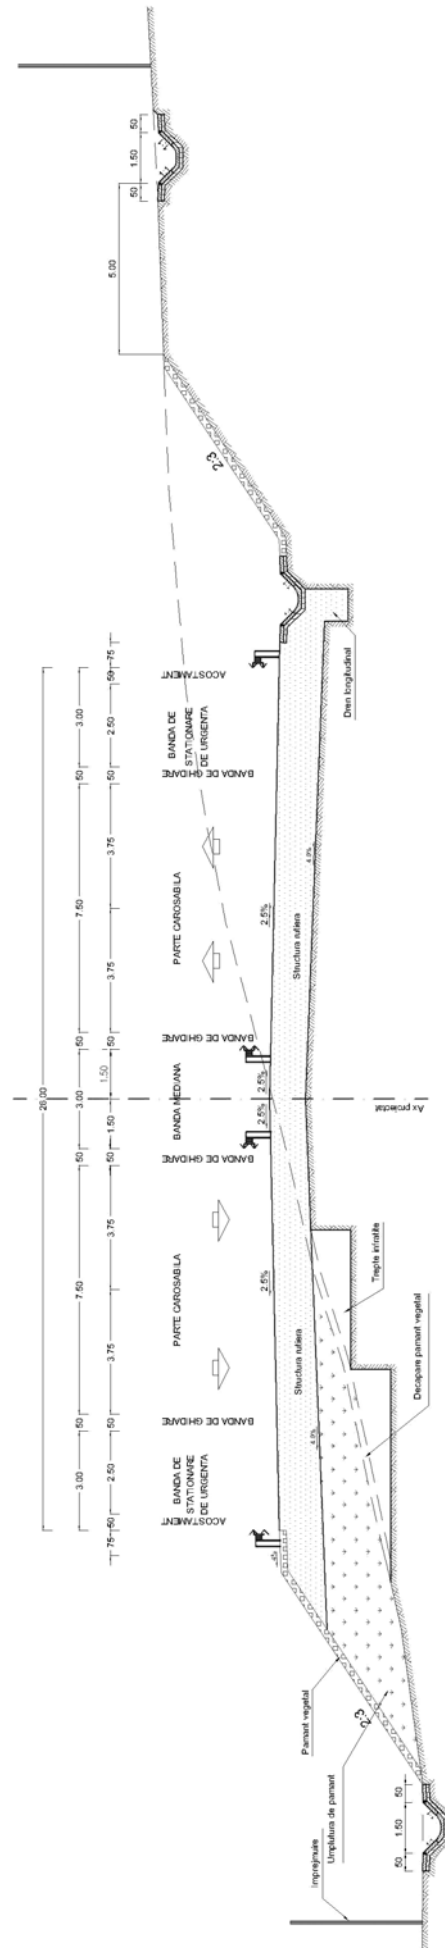 26.00
3.00 50 7.50 50 3.00 50 7.50 50 3.00
75 50 2.50 50 3.75 3.75 50 1.50 1.50 50 3.75 3.75 50 2.50 50 75
50 1.50 50
5.00
ACOSTAMENT
BANDA DE
STATIONARE
DE URGENTA
BANDA DE GHIDARE
PARTE CAROSABILA
BANDA DE GHIDARE
BANDA MEDIANA
BANDA DE GHIDARE
PARTE CAROSABILA
BANDA DE GHIDARE
BANDA DE
STATIONARE
DE URGENTA
ACOSTAMENT
2.5%
2.5%
2.5%
2.5%
2:3
Structura rutiera
Structura rutiera
4.0%
4.0%
Pamant vegetal
2:3
Imprejmuire
Umplutura de pamant
50 1.50 50
Trepte infratite
Decapare pamant vegetal
Ax proiectat
Dren longitudinal